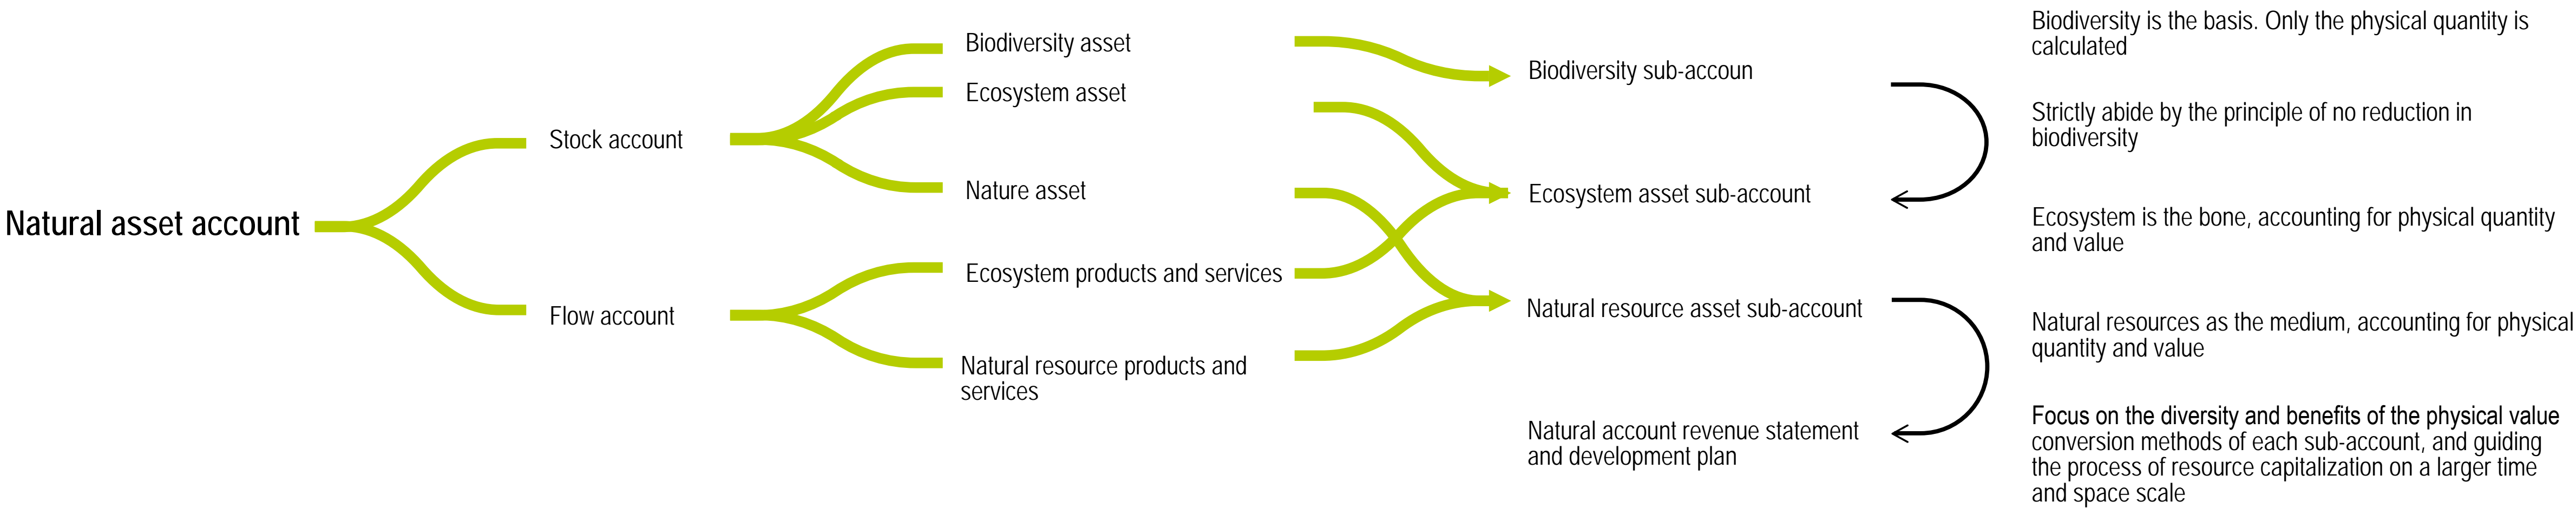 Natural asset account
Stock account
Flow account
Biodiversity asset
Ecosystem asset
Nature asset
Ecosystem products and services
Natural resource products and
services
Biodiversity sub-accoun
Ecosystem asset sub-account
Natural resource asset sub-account
Natural account revenue statement
and development plan
Biodiversity is the basis. Only the physical quantity is
calculated
Strictly abide by the principle of no reduction in
biodiversity
Ecosystem is the bone, accounting for physical quantity
and value
Natural resources as the medium, accounting for physical
quantity and value
Focus on the diversity and benefits of the physical value
conversion methods of each sub-account, and guiding
the process of resource capitalization on a larger time
and space scale